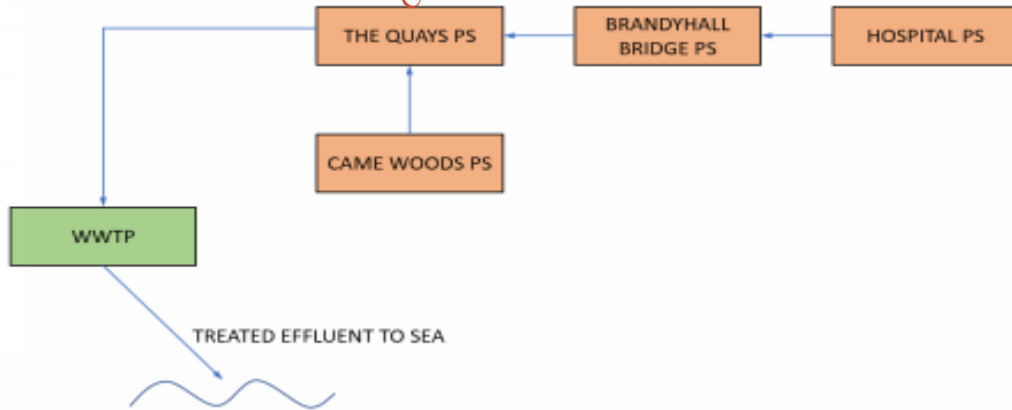 THE QUAYS PS
BRANDYHALL
BRIDGE PS
HOSPITAL PS
CAME WOODS PS
WWTP
TREATED EFFLUENT TO SEA